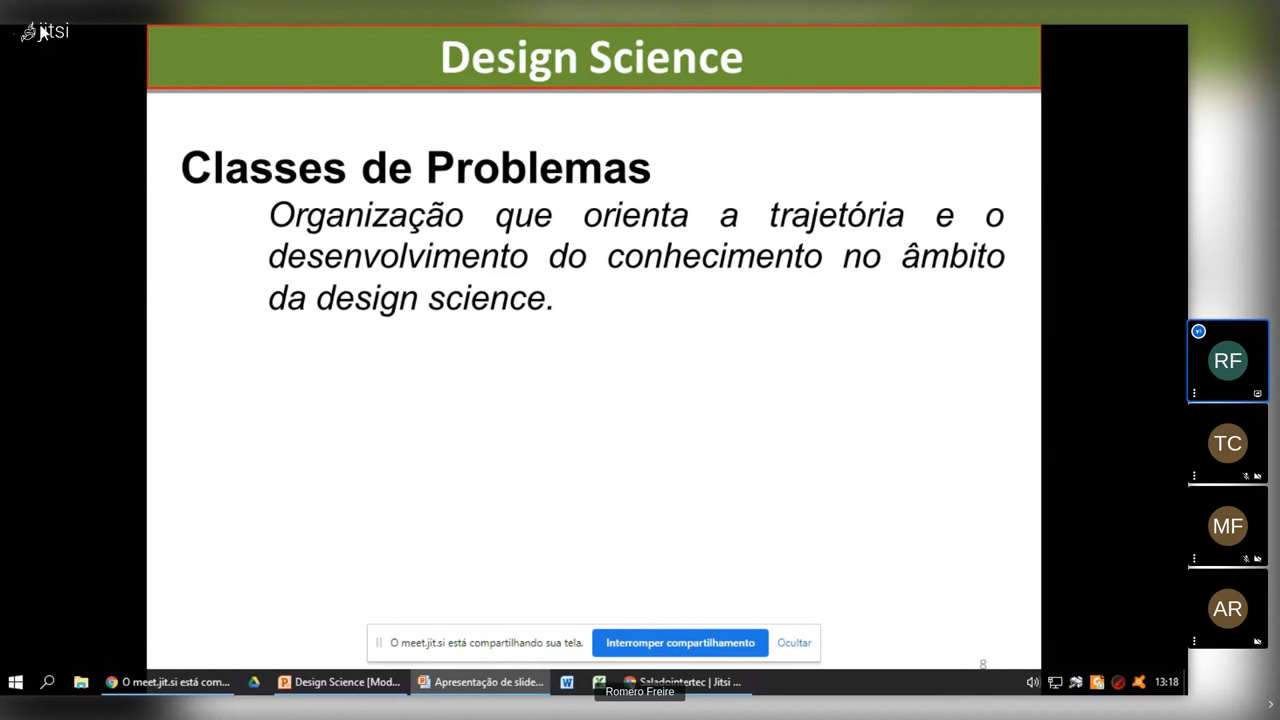 jitsi
Design Science
Classes de Problemas
Organização que orienta a trajetória e o
desenvolvimento do conhecimento no âmbito
da design science.
RF
TC
MF
AR
O meet.jit.si está compartilhando sua tela. Interromper compartilhamento Ocultar
8
O meet.jit.si está com... Design Science [Mod... Apresentação de slide... Saladointertec | Jitsi ... 13:18
Romero Freire